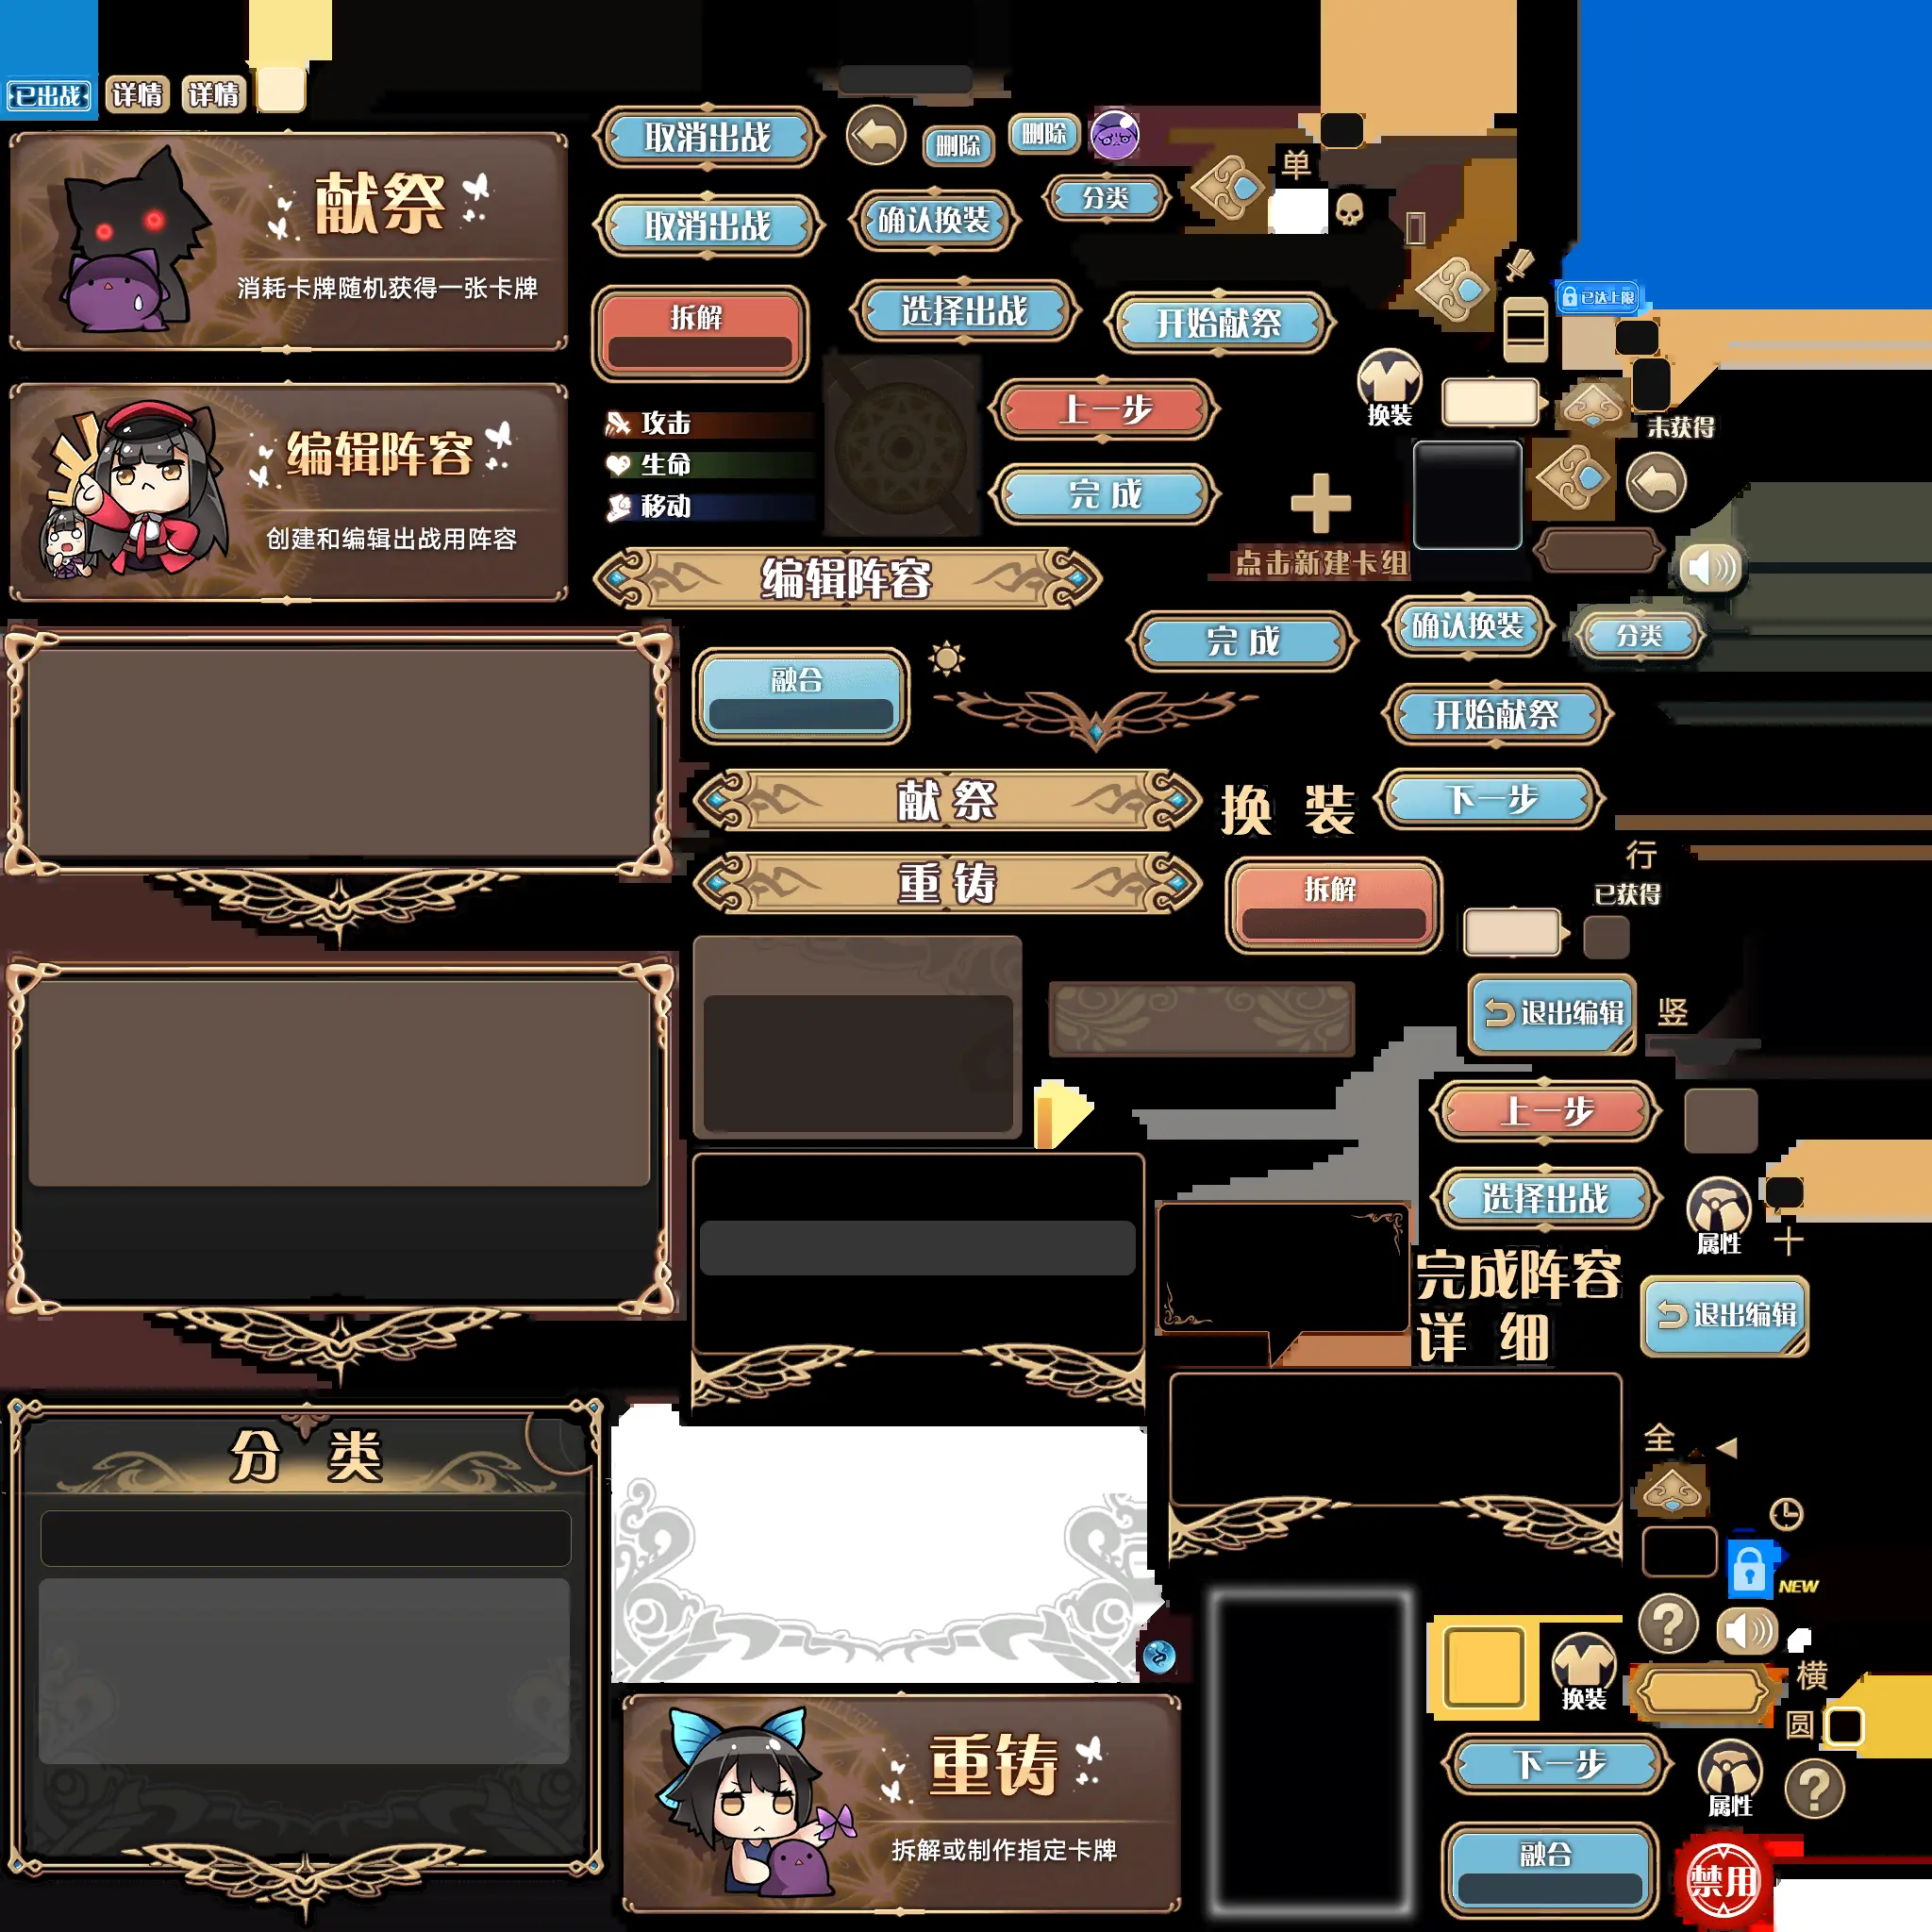 已出战
详情
详情
献祭
消耗卡牌随机获得一张卡牌
编辑阵容
创建和编辑出战用阵容
取消出战
取消出战
删除
删除
分类
确认换装
单
拆解
选择出战
开始献祭
已达上限
攻击
生命
移动
上一步
完成
换装
未获得
点击新建卡组
编辑阵容
完成
确认换装
分类
融合
开始献祭
献祭
换装
下一步
重铸
拆解
行
已获得
退出编辑
竖
上一步
选择出战
属性
完成阵容
详细
退出编辑
分类
全
NEW
换装
横
圆
下一步
属性
重铸
拆解或制作指定卡牌
融合
禁用